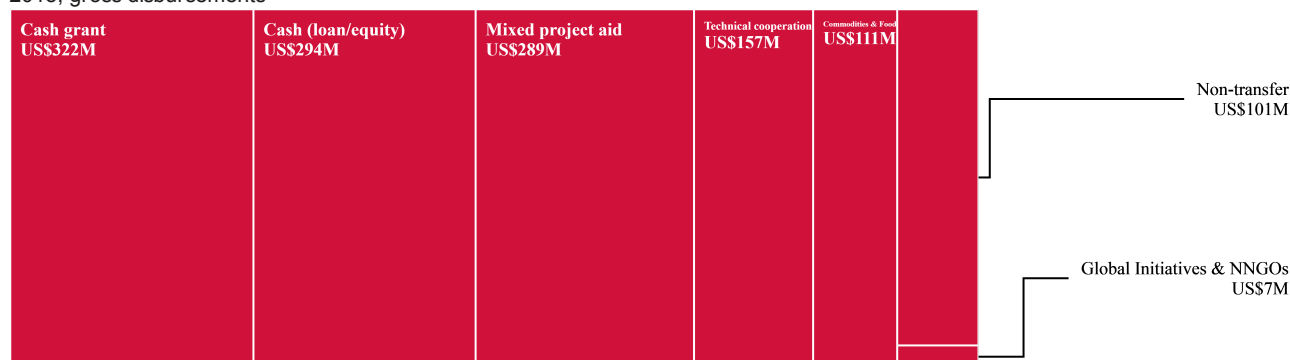 Cash grant
US$322M
Cash (loan/equity)
US$294M
Mixed project aid
US$289M
Technical cooperation
US$157M
Commodities & Food
US$111M
Non-transfer
US$101M
Global Initiatives & NNGOs
US$7M